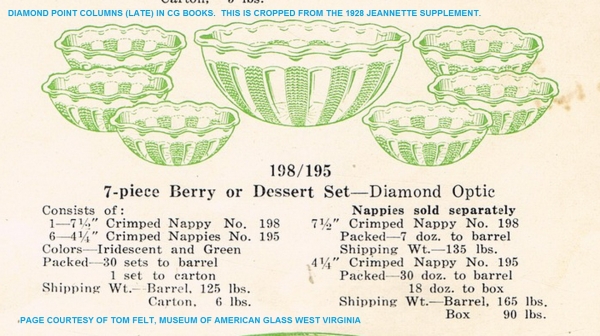 DIAMOND POINT COLUMNS (LATE) IN CG BOOKS. THIS IS CROPPED FROM THE 1928 JEANNETTE SUPPLEMENT.
198/195
7-piece Berry or Dessert Set—Diamond Optic
Consists of:
1—7½" Crimped Nappy No. 198
6—4¼" Crimped Nappies No. 195
Colors—Iridescent and Green
Packed—30 sets to barrel
1 set to carton
Shipping Wt.—Barrel, 125 lbs.
Carton, 6 lbs.
Nappies sold separately
7½" Crimped Nappy No. 198
Packed—7 doz. to barrel
Shipping Wt.—135 lbs.
4¼" Crimped Nappy No. 195
Packed—30 doz. to barrel
18 doz. to box
Shipping Wt.—Barrel, 165 lbs.
Box 90 lbs.
PAGE COURTESY OF TOM FELT, MUSEUM OF AMERICAN GLASS WEST VIRGINIA